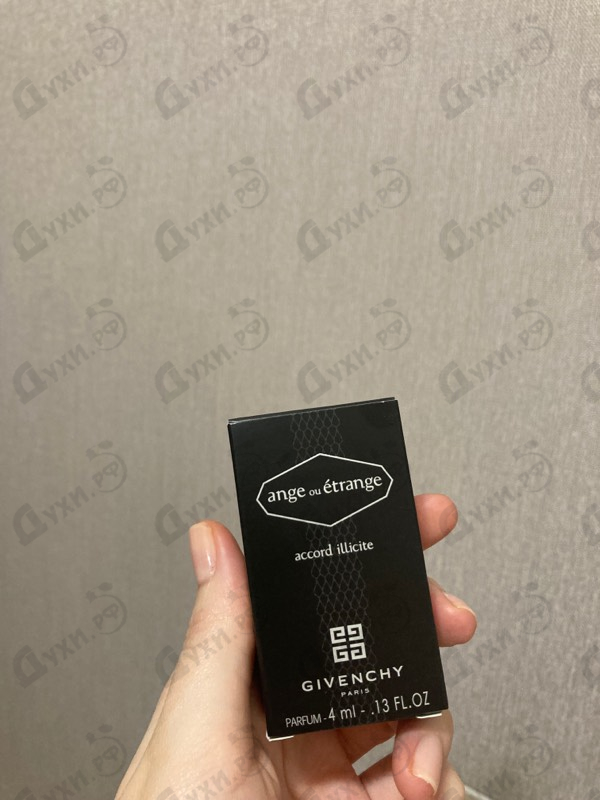 ange ou étrange
accord illicite
GIVENCHY
PARIS
PARFUM - 4 ml - .13 FL.OZ
Духи.РФ